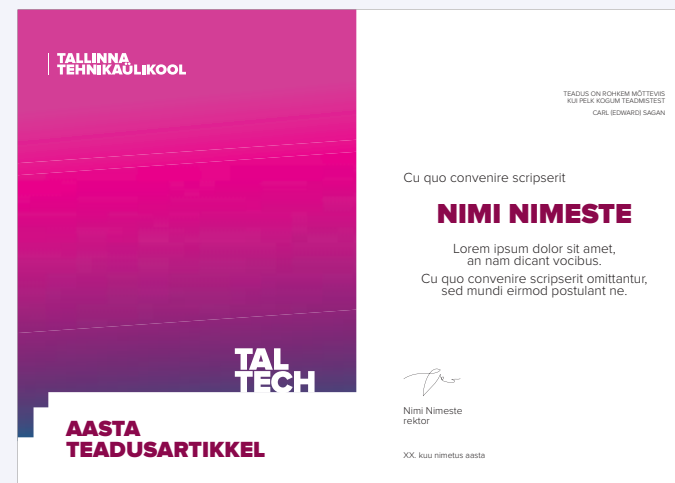 TALLINNA
TEHNIKAÜLIKOOL
TAL
TECH
AASTA
TEADUSARTIKKEL
TEADUS ON ROHKEM MÕTTEVIIS
KUI PELK KOGUM TEADMISTEST
CARL (EDWARD) SAGAN
Cu quo convenire scripserit
NIMI NIMESTE
Lorem ipsum dolor sit amet,
an nam dicant vocibus.
Cu quo convenire scripserit omittantur,
sed mundi eirmod postulant ne.
Nimi Nimeste
rektor
XX. kuu nimetus aasta